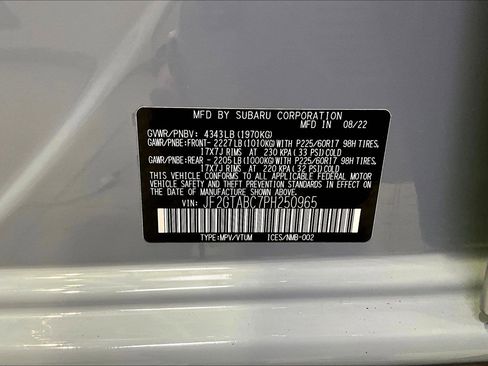 MFD BY SUBARU CORPORATION
MADE IN JAPAN 08/22
GVWR/PNBV: 4343LB(1970KG)
GAWR/PNBE:FRONT- 2227LB(1010KG)WITH P225/60R17 98H TIRES,
17X7J RIMS AT 230 KPA( 33 PSI)COLD
GAWR/PNBE:REAR - 2205LB(1000KG)WITH P225/60R17 98H TIRES,
17X7J RIMS AT 220 KPA( 32 PSI)COLD
THIS VEHICLE CONFORMS TO ALL APPLICABLE
FEDERAL MOTOR VEHICLE SAFETY AND
THEFT PREVENTION STANDARDS IN EFFECT ON
THE DATE OF MANUFACTURE SHOWN ABOVE.
VIN: JF2GTABC7PH250965
TYPE:MPV/VTUM ICES/NMB-002